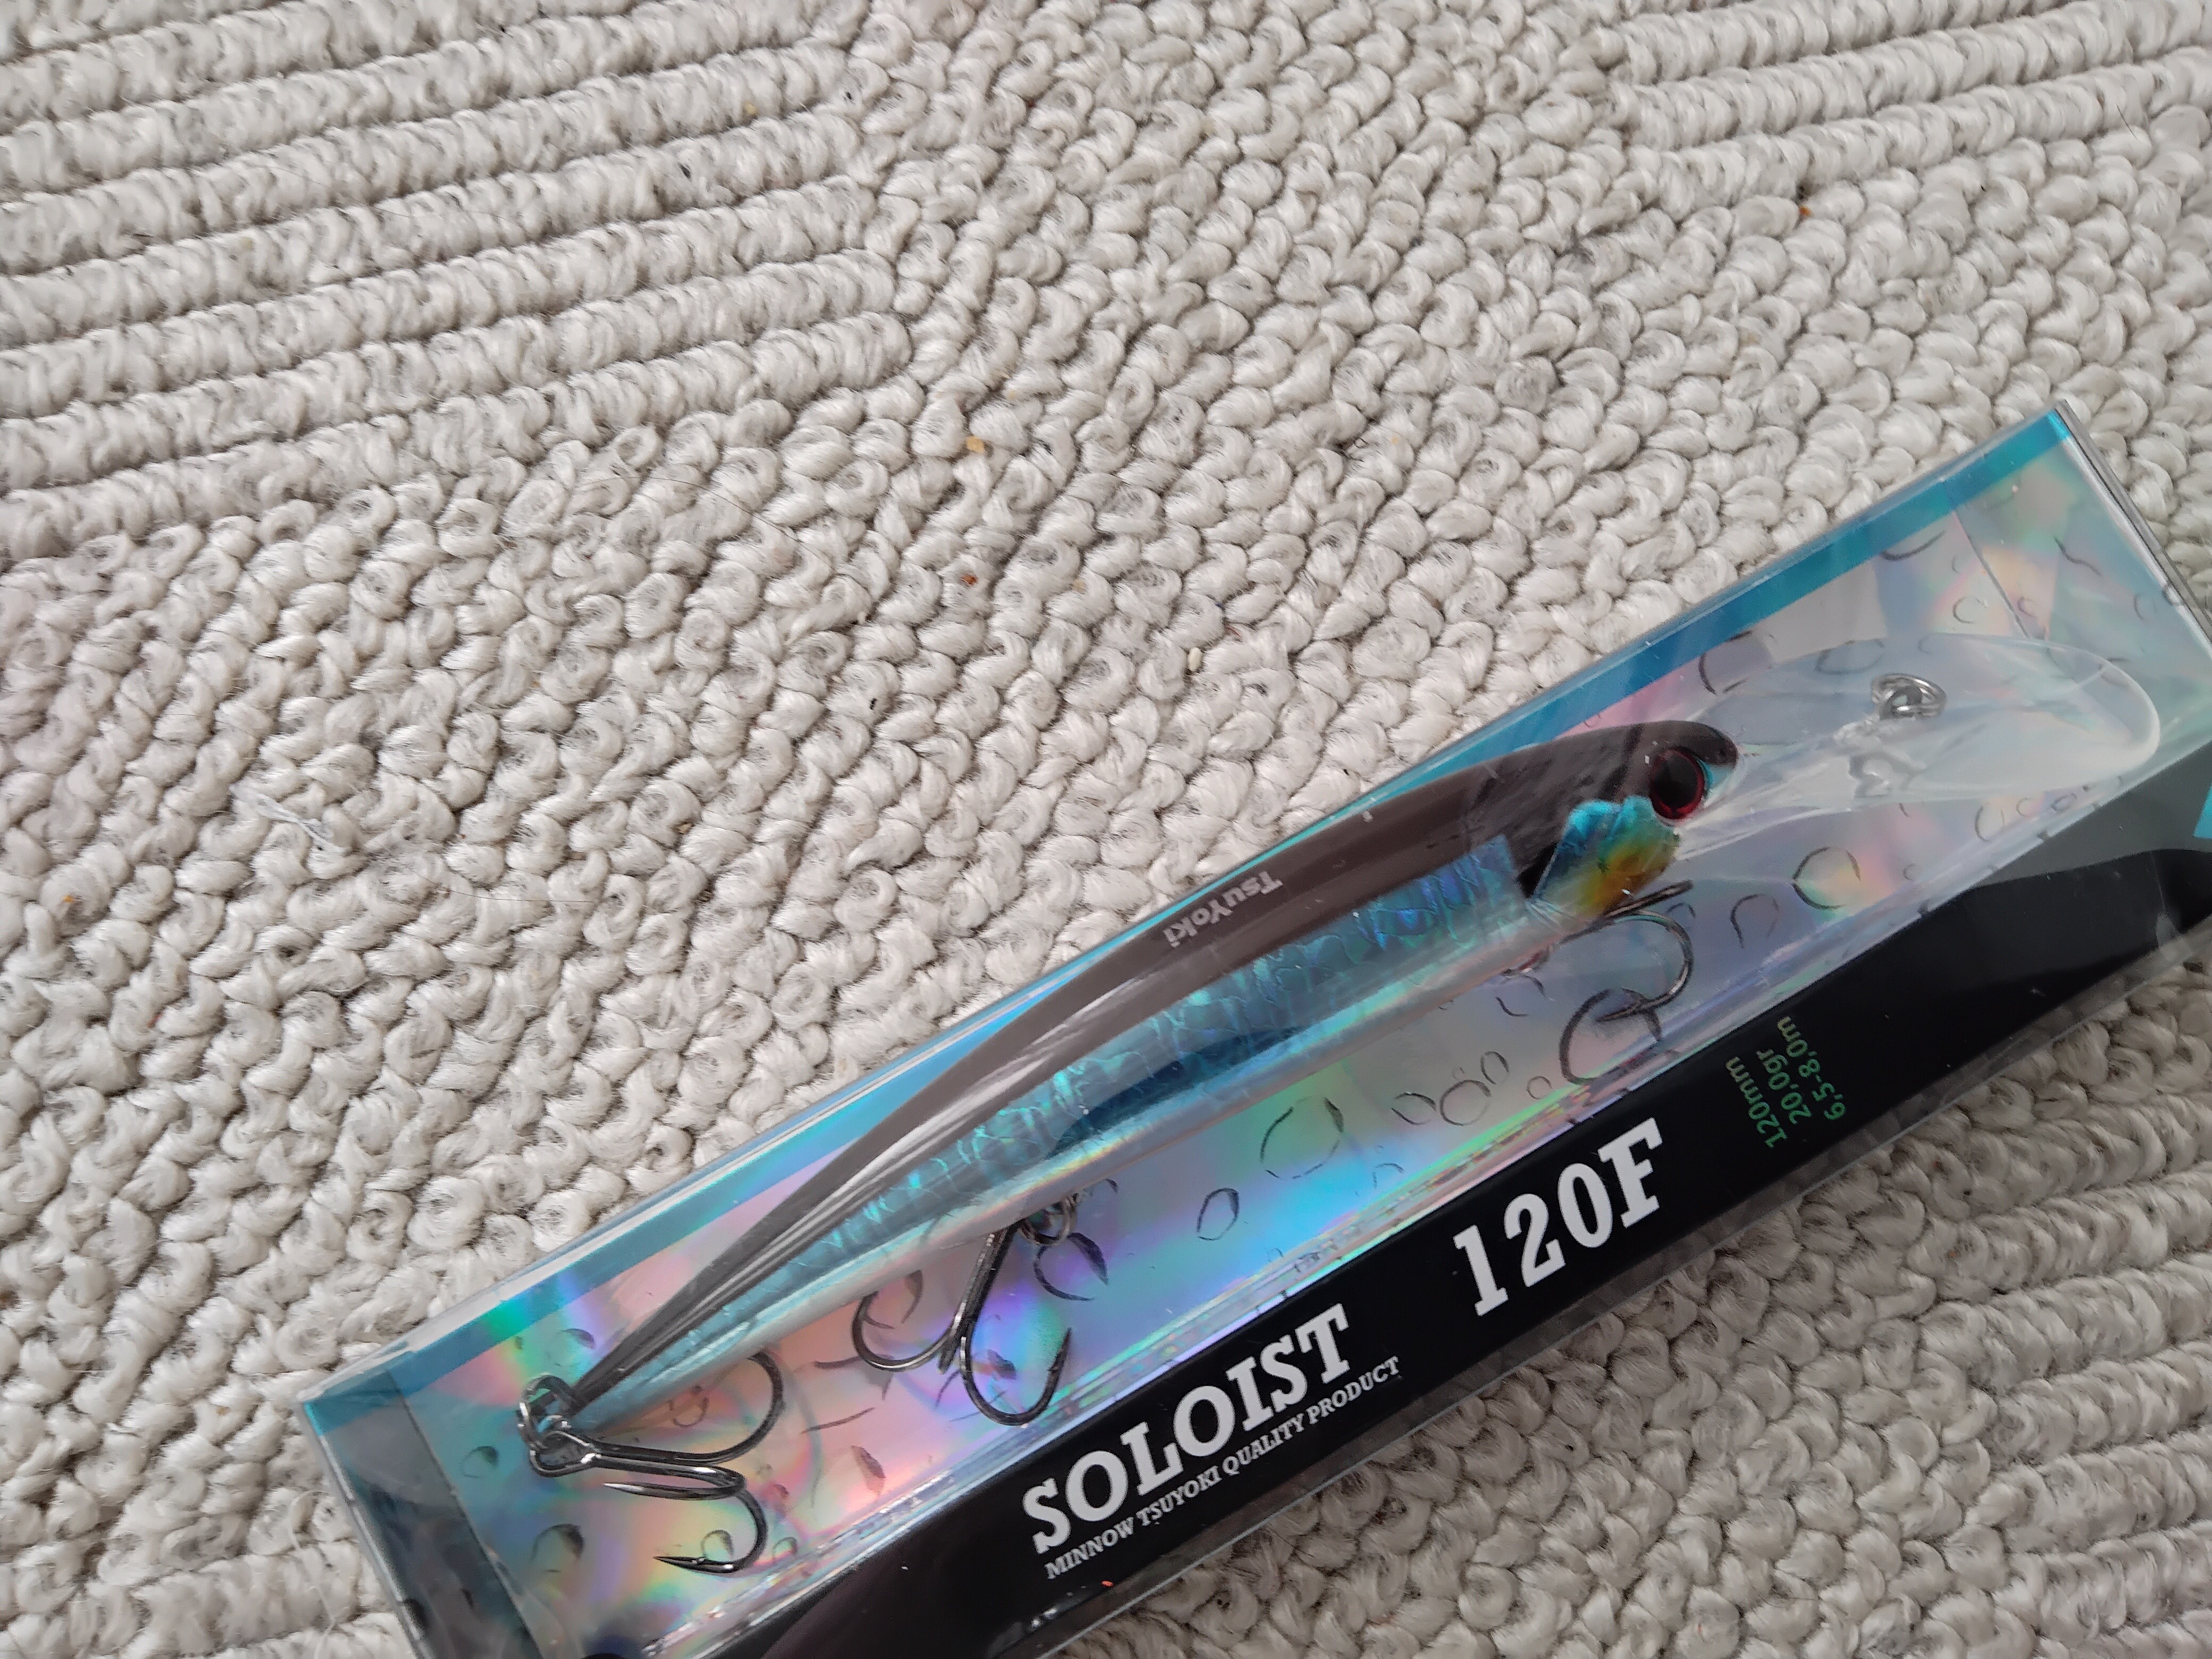 TsuYoki
SOLOIST 120F
MINNOW TSUYOKI QUALITY PRODUCT
120mm
20,0gr
6,5-8,0m